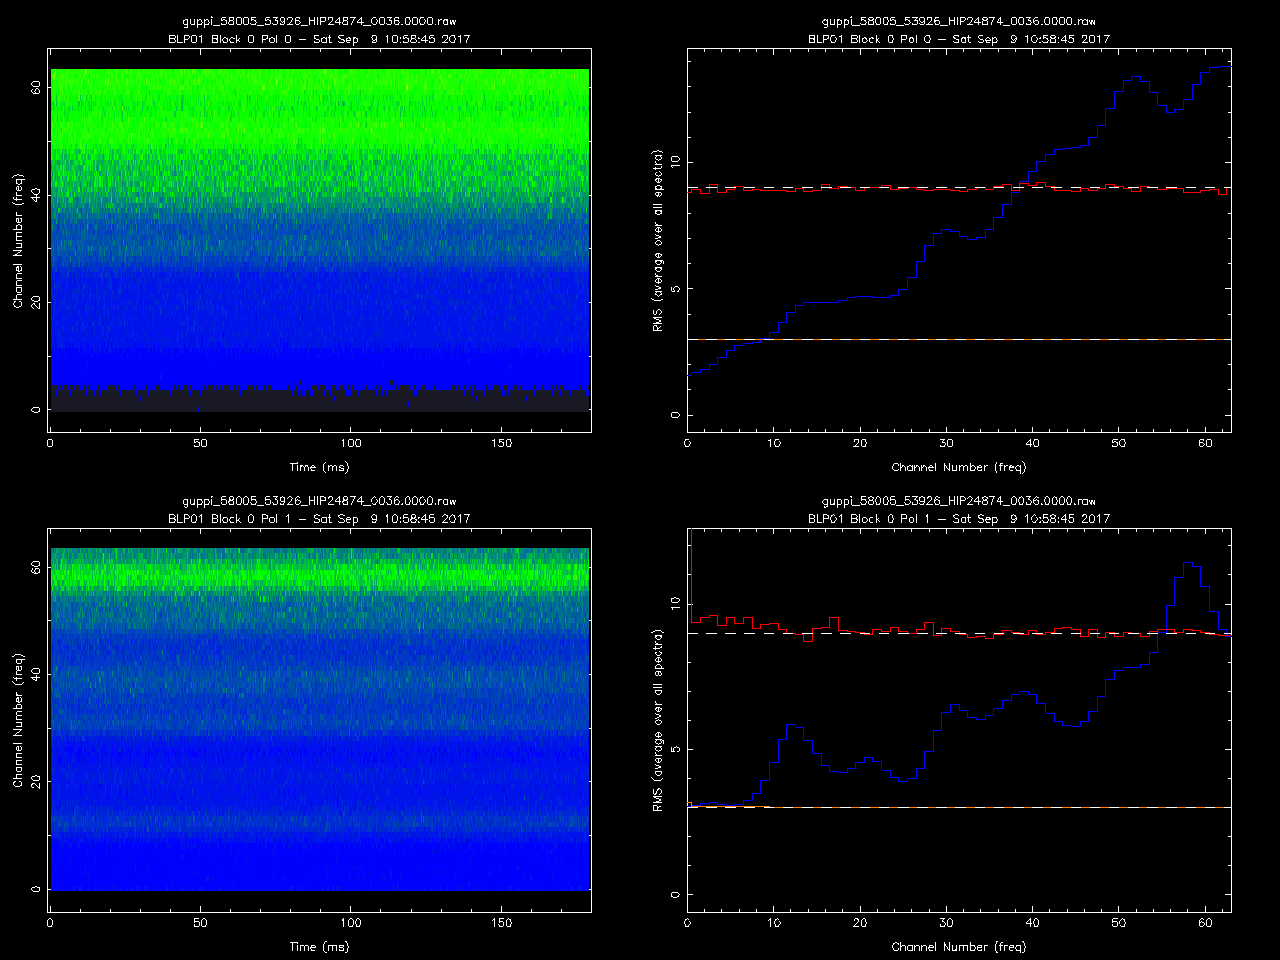 guppi_58005_53926_HIP24874_0036.0000.raw
BLP01 Block 0 Pol 0 – Sat Sep 9 10:58:45 2017
Channel Number (freq)
60
40
20
0
0 50 100 150
Time (ms)
guppi_58005_53926_HIP24874_0036.0000.raw
BLP01 Block 0 Pol 0 – Sat Sep 9 10:58:45 2017
RMS (average over all spectra)
10
5
0
0 10 20 30 40 50 60
Channel Number (freq)
guppi_58005_53926_HIP24874_0036.0000.raw
BLP01 Block 0 Pol 1 – Sat Sep 9 10:58:45 2017
Channel Number (freq)
60
40
20
0
0 50 100 150
Time (ms)
guppi_58005_53926_HIP24874_0036.0000.raw
BLP01 Block 0 Pol 1 – Sat Sep 9 10:58:45 2017
RMS (average over all spectra)
10
5
0
0 10 20 30 40 50 60
Channel Number (freq)